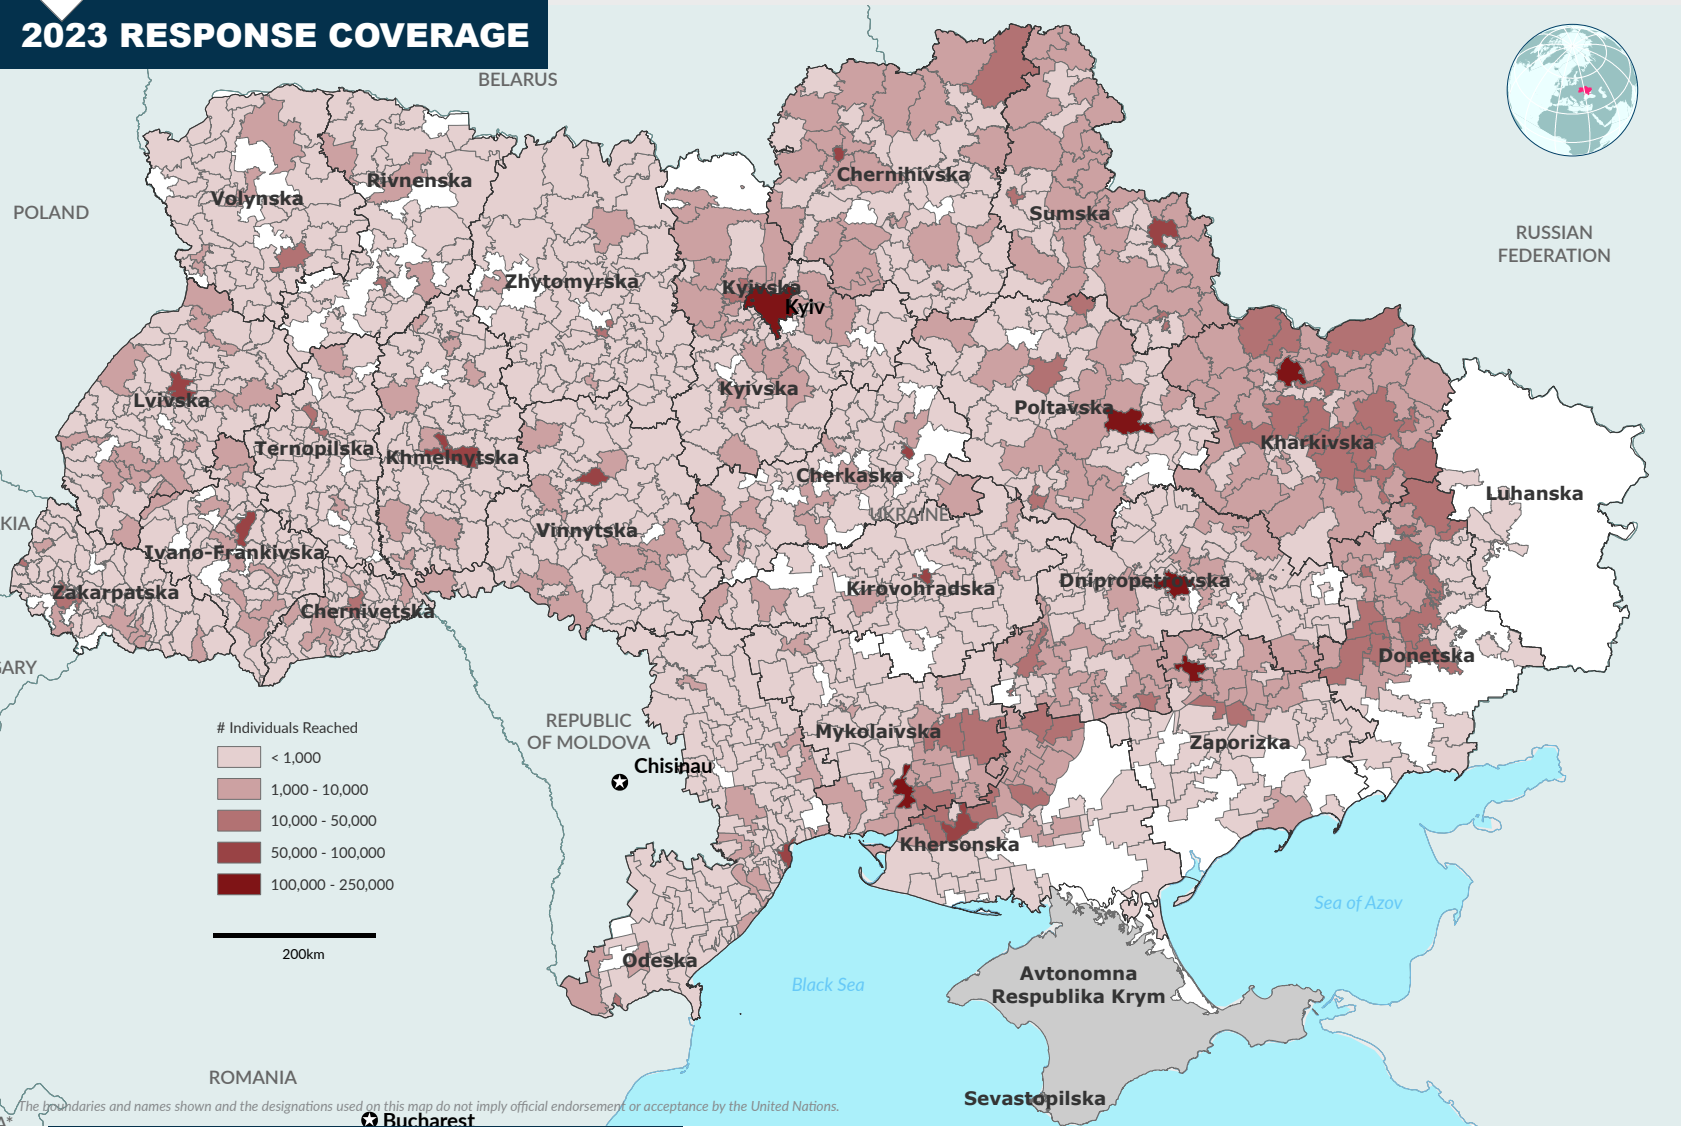 2023 RESPONSE COVERAGE
BELARUS
POLAND
RUSSIAN
FEDERATION
Volynska
Rivnenska
Chernihivska
Sumska
Zhytomyrska
Kyivska
Kyiv
Kyivska
Lvivska
Poltavska
Ternopilska
Khmelnytska
Kharkivska
Cherkaska
Luhanska
UKRAINE
KIA
Vinnytska
Ivano-Frankivska
Zakarpatska
Chernivetska
Kirovohradska
Dnipropetrovska
Donetska
GARY
REPUBLIC
OF MOLDOVA
Chisinau
Mykolaivska
Zaporizka
Khersonska
# Individuals Reached
< 1,000
1,000 - 10,000
10,000 - 50,000
50,000 - 100,000
100,000 - 250,000
200km
Odeska
Black Sea
Sea of Azov
Avtonomna
Respublika Krym
Sevastopilska
ROMANIA
The boundaries and names shown and the designations used on this map do not imply official endorsement or acceptance by the United Nations.
A*
Bucharest